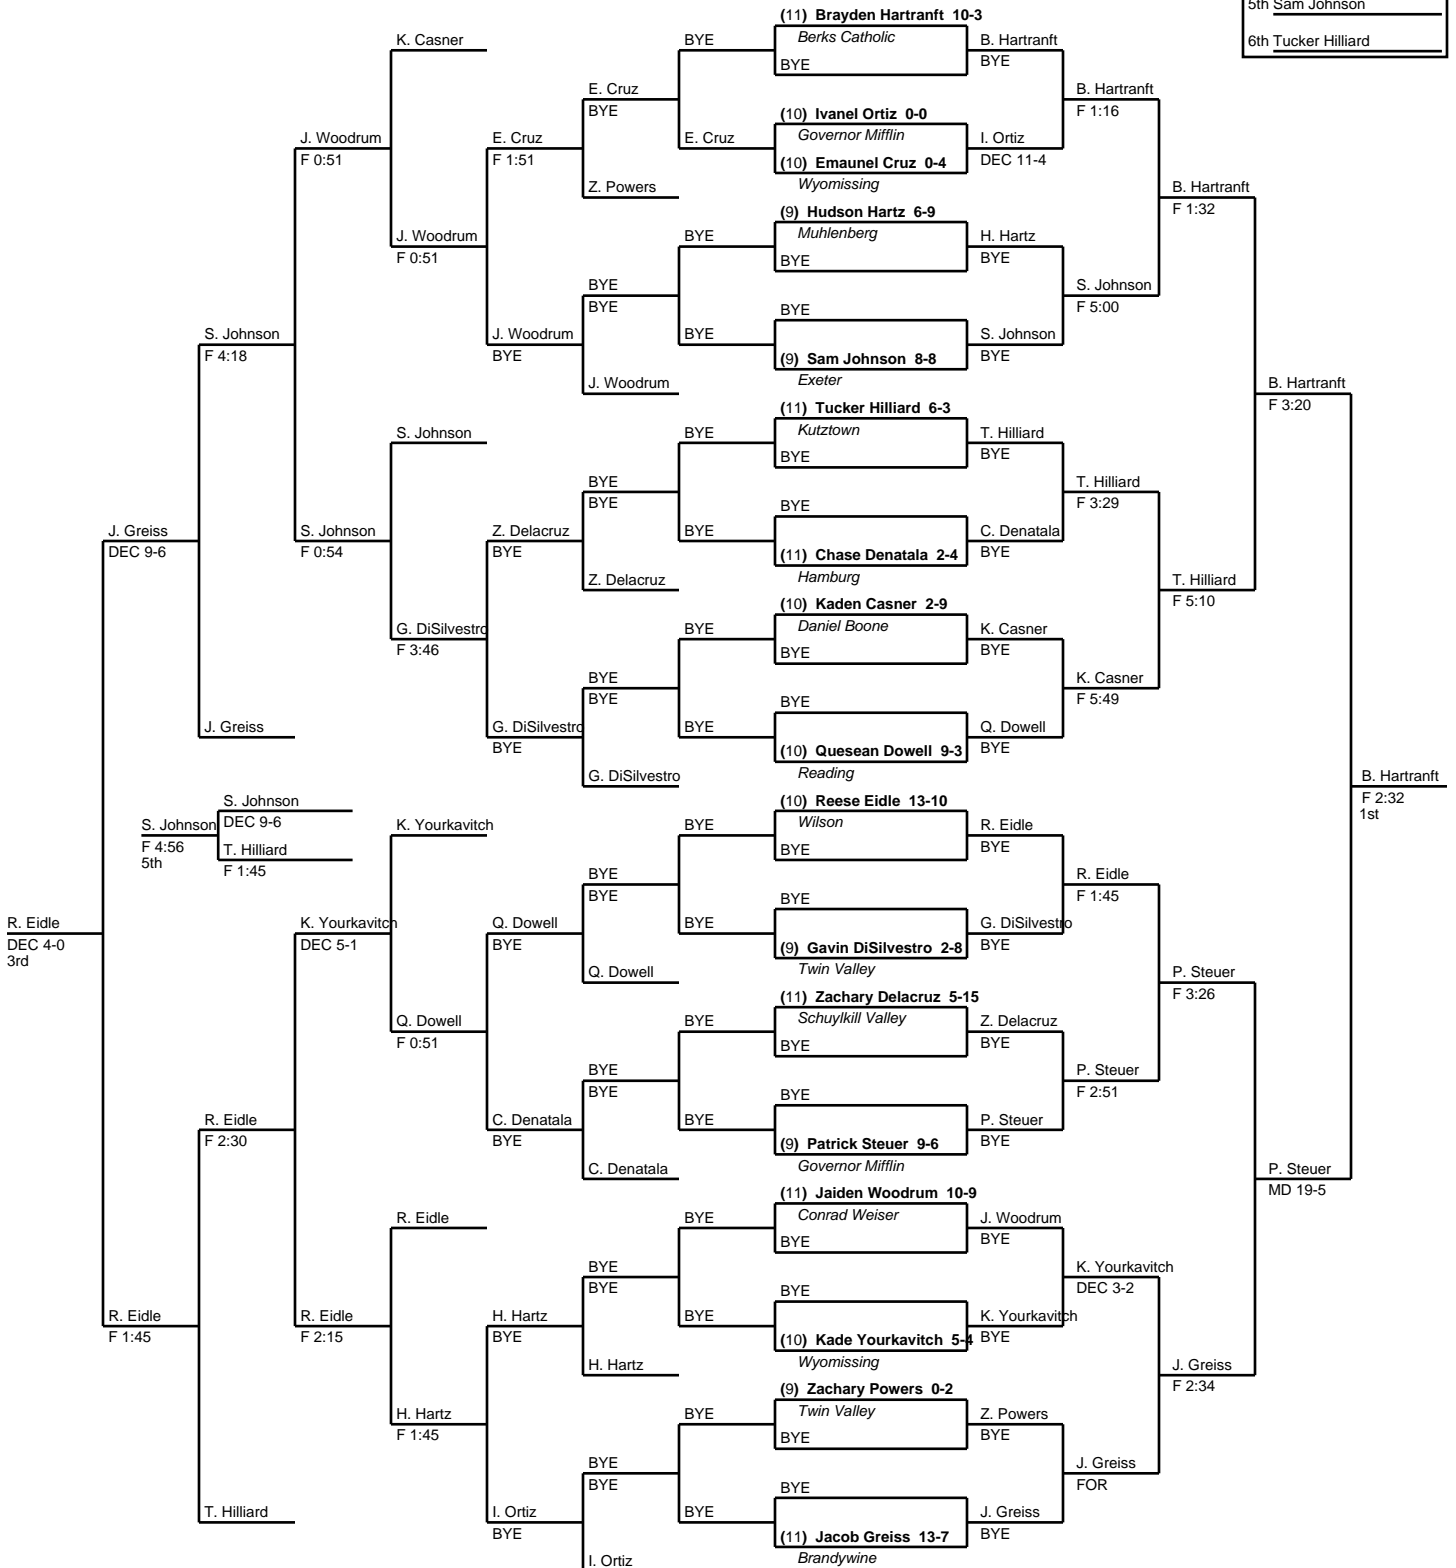 5th Sam Johnson
6th Tucker Hilliard
(11) Brayden Hartranft 10-3
K. Casner
BYE
Berks Catholic
B. Hartranft
BYE
BYE
E. Cruz
BYE
B. Hartranft
F 1:16
(10) Ivanel Ortiz 0-0
J. Woodrum
F 0:51
E. Cruz
F 1:51
E. Cruz
Governor Mifflin
I. Ortiz
DEC 11-4
(10) Emaunel Cruz 0-4
Wyomissing
Z. Powers
B. Hartranft
F 1:32
(9) Hudson Hartz 6-9
J. Woodrum
F 0:51
BYE
Muhlenberg
H. Hartz
BYE
BYE
BYE
BYE
S. Johnson
F 5:00
BYE
S. Johnson
F 4:18
J. Woodrum
BYE
BYE
S. Johnson
BYE
(9) Sam Johnson 8-8
Exeter
J. Woodrum
B. Hartranft
F 3:20
(11) Tucker Hilliard 6-3
S. Johnson
BYE
Kutztown
T. Hilliard
BYE
BYE
BYE
BYE
T. Hilliard
F 3:29
BYE
J. Greiss
DEC 9-6
S. Johnson
F 0:54
Z. Delacruz
BYE
BYE
C. Denatala
BYE
(11) Chase Denatala 2-4
Hamburg
Z. Delacruz
T. Hilliard
F 5:10
(10) Kaden Casner 2-9
G. DiSilvestro
F 3:46
BYE
Daniel Boone
K. Casner
BYE
BYE
BYE
BYE
K. Casner
F 5:49
BYE
J. Greiss
G. DiSilvestro
BYE
BYE
Q. Dowell
BYE
(10) Quesean Dowell 9-3
Reading
G. DiSilvestro
B. Hartranft
F 2:32
1st
(10) Reese Eidle 13-10
S. Johnson
DEC 9-6
S. Johnson
F 4:56
5th
T. Hilliard
F 1:45
K. Yourkavitch
BYE
Wilson
R. Eidle
BYE
BYE
BYE
BYE
R. Eidle
F 1:45
BYE
R. Eidle
DEC 4-0
3rd
K. Yourkavitch
DEC 5-1
Q. Dowell
BYE
BYE
G. DiSilvestro
BYE
(9) Gavin DiSilvestro 2-8
Twin Valley
Q. Dowell
P. Steuer
F 3:26
(11) Zachary Delacruz 5-15
Q. Dowell
F 0:51
BYE
Schuylkill Valley
Z. Delacruz
BYE
BYE
BYE
BYE
P. Steuer
F 2:51
BYE
R. Eidle
F 2:30
C. Denatala
BYE
BYE
P. Steuer
BYE
(9) Patrick Steuer 9-6
Governor Mifflin
C. Denatala
P. Steuer
MD 19-5
(11) Jaiden Woodrum 10-9
R. Eidle
BYE
Conrad Weiser
J. Woodrum
BYE
BYE
BYE
BYE
K. Yourkavitch
DEC 3-2
BYE
R. Eidle
F 1:45
R. Eidle
F 2:15
H. Hartz
BYE
BYE
K. Yourkavitch
BYE
(10) Kade Yourkavitch 5-4
Wyomissing
H. Hartz
J. Greiss
F 2:34
(9) Zachary Powers 0-2
H. Hartz
F 1:45
BYE
Twin Valley
Z. Powers
BYE
BYE
BYE
BYE
J. Greiss
FOR
BYE
T. Hilliard
I. Ortiz
BYE
BYE
J. Greiss
BYE
(11) Jacob Greiss 13-7
Brandywine
I. Ortiz